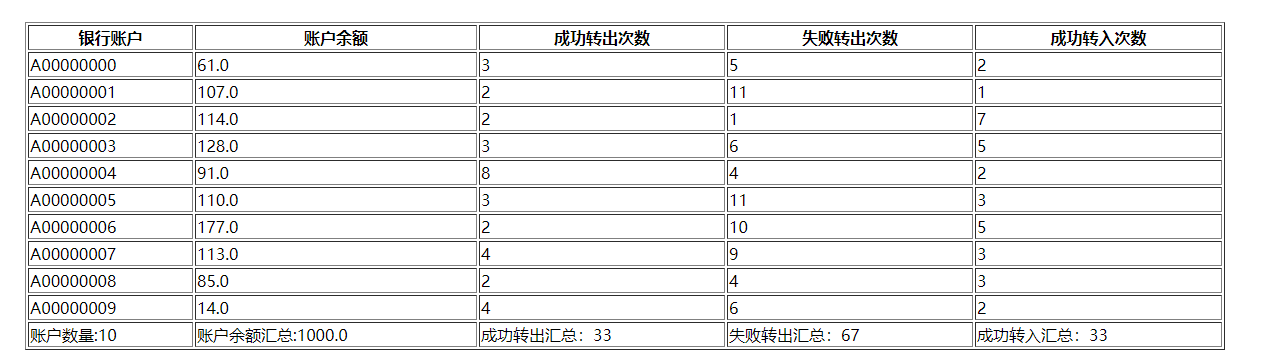 银行账户 账户余额 成功转出次数 失败转出次数 成功转入次数
A00000000 61.0 3 5 2
A00000001 107.0 2 11 1
A00000002 114.0 2 1 7
A00000003 128.0 3 6 5
A00000004 91.0 8 4 2
A00000005 110.0 3 11 3
A00000006 177.0 2 10 5
A00000007 113.0 4 9 3
A00000008 85.0 2 4 3
A00000009 14.0 4 6 2
账户数量:10 账户余额汇总:1000.0 成功转出汇总：33 失败转出汇总：67 成功转入汇总：33